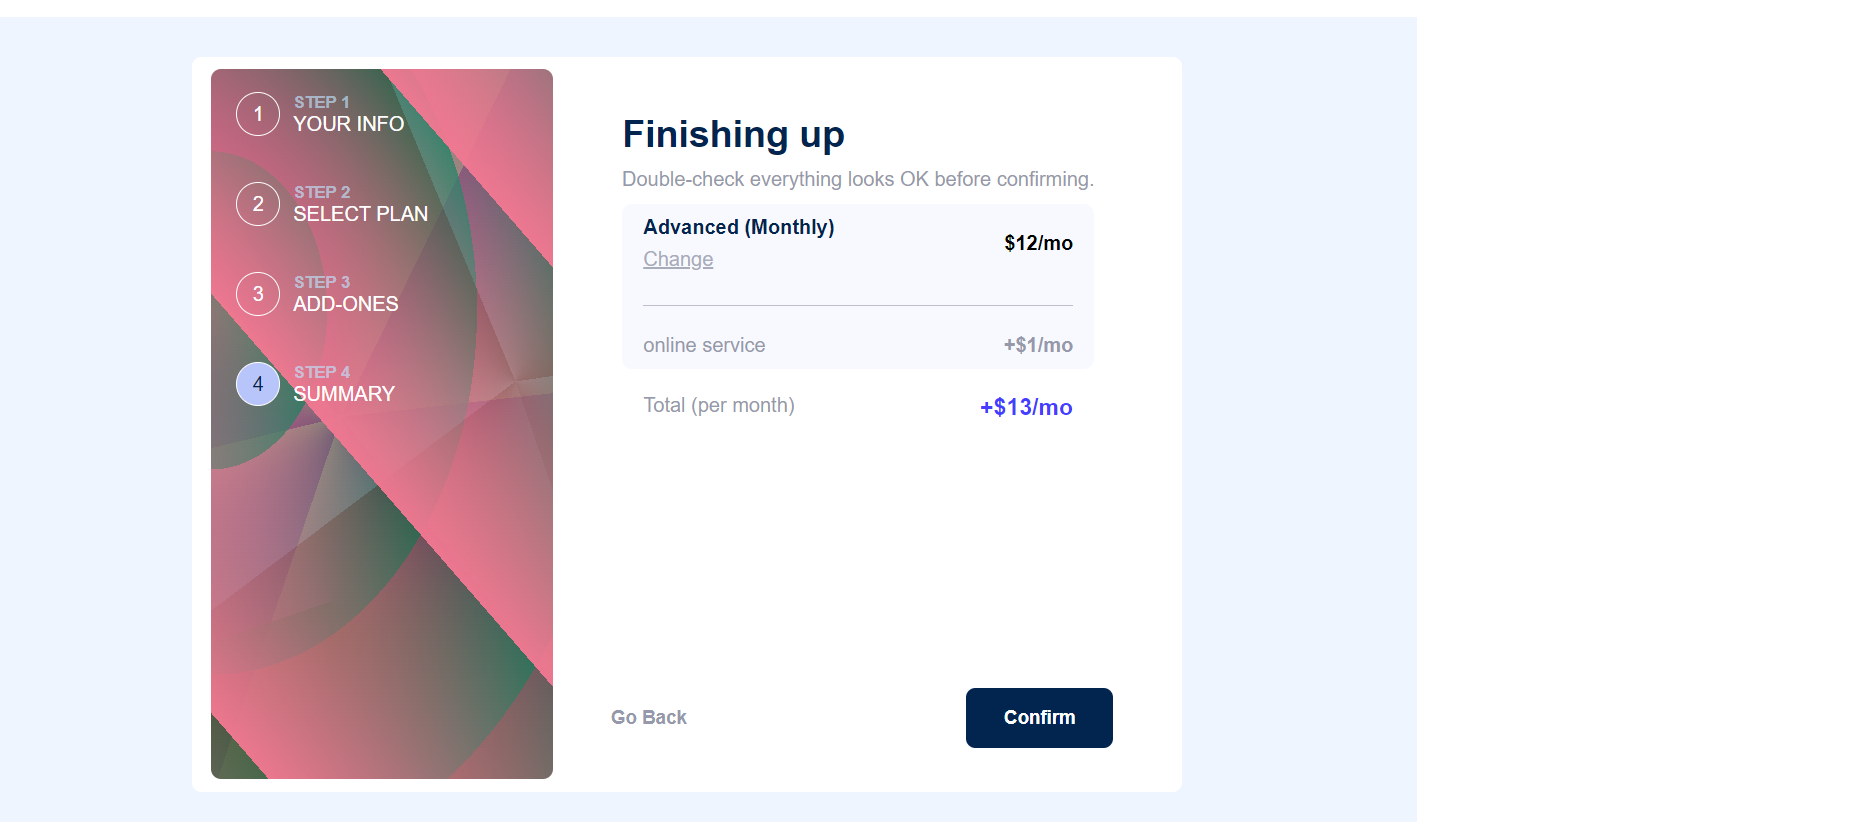 1
STEP 1
YOUR INFO
2
STEP 2
SELECT PLAN
3
STEP 3
ADD-ONES
4
STEP 4
SUMMARY
Finishing up
Double-check everything looks OK before confirming.
Advanced (Monthly)
$12/mo
Change
online service
+$1/mo
Total (per month)
+$13/mo
Go Back
Confirm